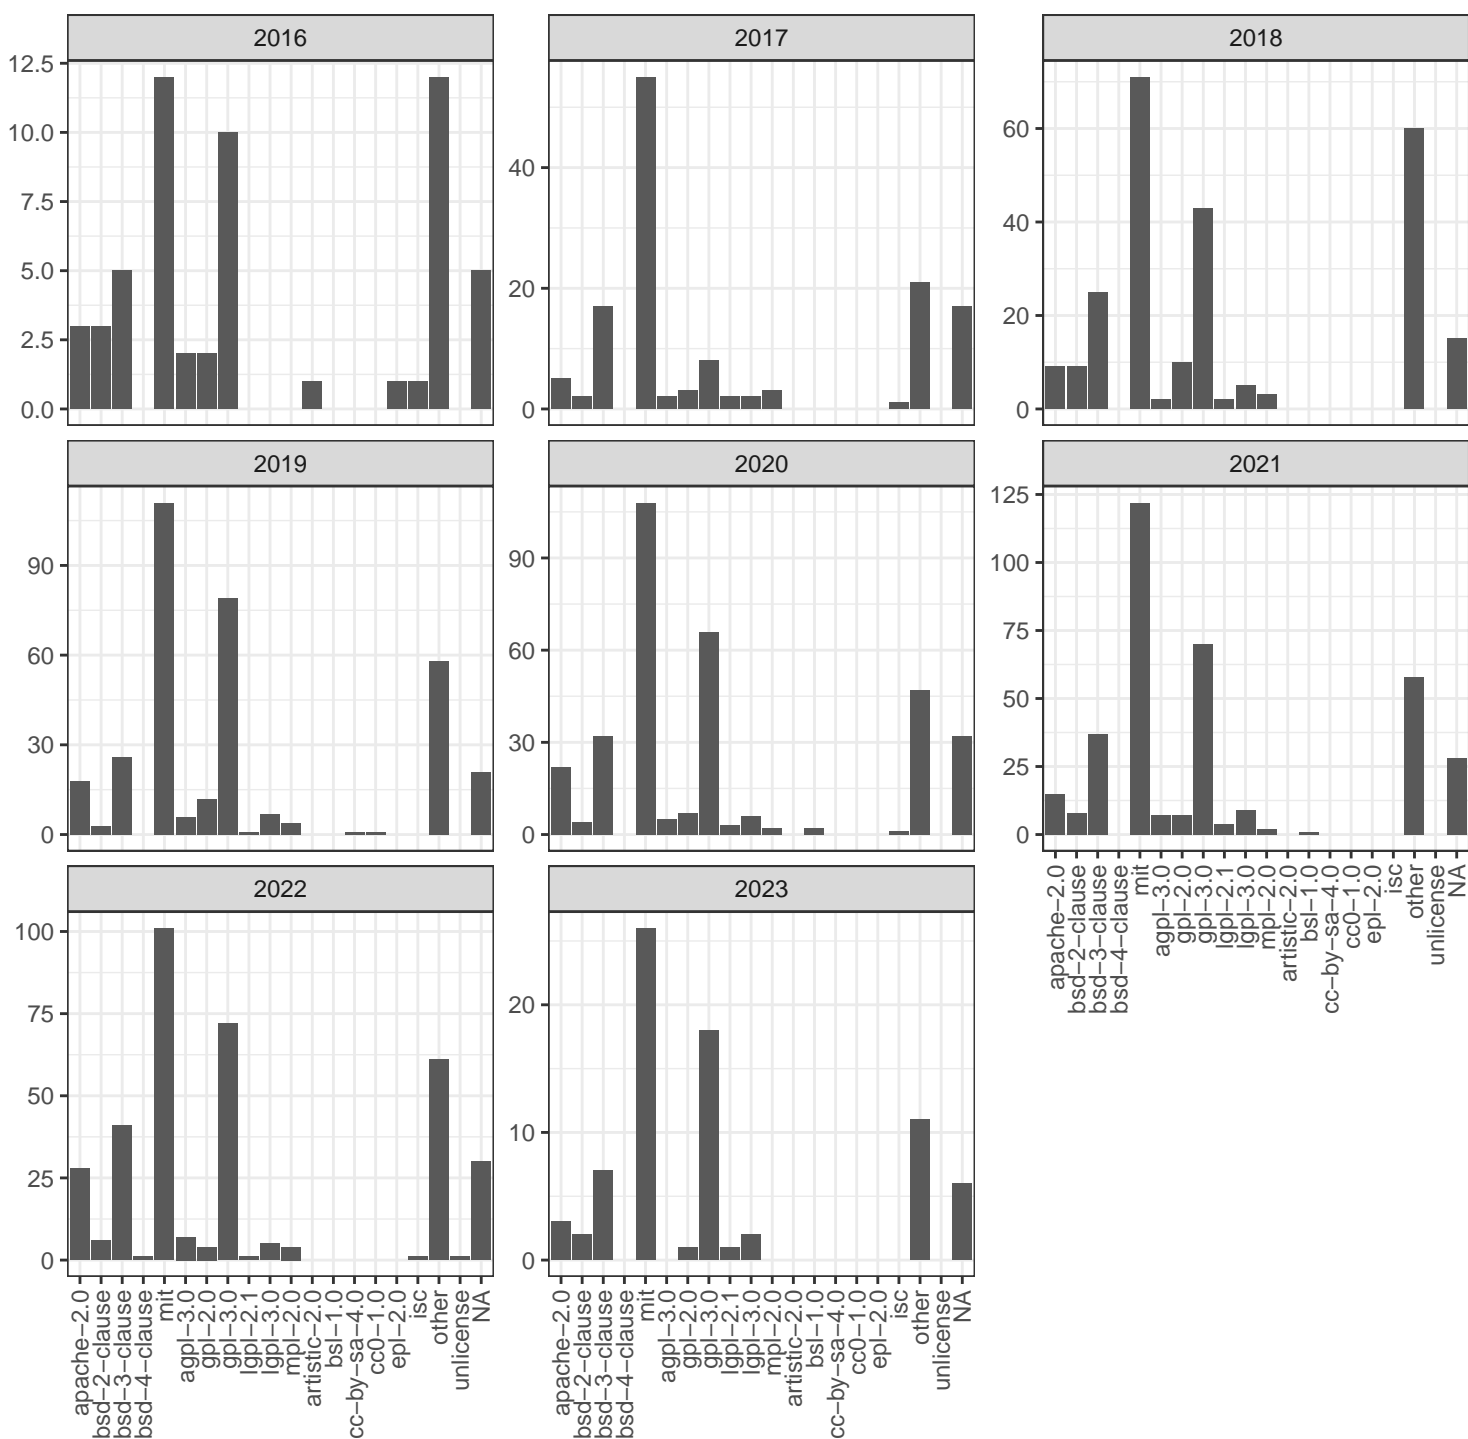 2016
2017
2018
12.5
10.0
7.5
5.0
2.5
0.0
40
20
0
60
40
20
0
2019
2020
2021
90
60
30
0
90
60
30
0
125
100
75
50
25
0
apache−2.0
bsd−2−clause
bsd−3−clause
bsd−4−clause
mit
agpl−3.0
gpl−2.0
gpl−3.0
lgpl−2.1
lgpl−3.0
mpl−2.0
artistic−2.0
bsl−1.0
cc−by−sa−4.0
cc0−1.0
epl−2.0
isc
other
unlicense
NA
2022
2023
100
75
50
25
0
20
10
0
apache−2.0
bsd−2−clause
bsd−3−clause
bsd−4−clause
mit
agpl−3.0
gpl−2.0
gpl−3.0
lgpl−2.1
lgpl−3.0
mpl−2.0
artistic−2.0
bsl−1.0
cc−by−sa−4.0
cc0−1.0
epl−2.0
isc
other
unlicense
NA
apache−2.0
bsd−2−clause
bsd−3−clause
bsd−4−clause
mit
agpl−3.0
gpl−2.0
gpl−3.0
lgpl−2.1
lgpl−3.0
mpl−2.0
artistic−2.0
bsl−1.0
cc−by−sa−4.0
cc0−1.0
epl−2.0
isc
other
unlicense
NA